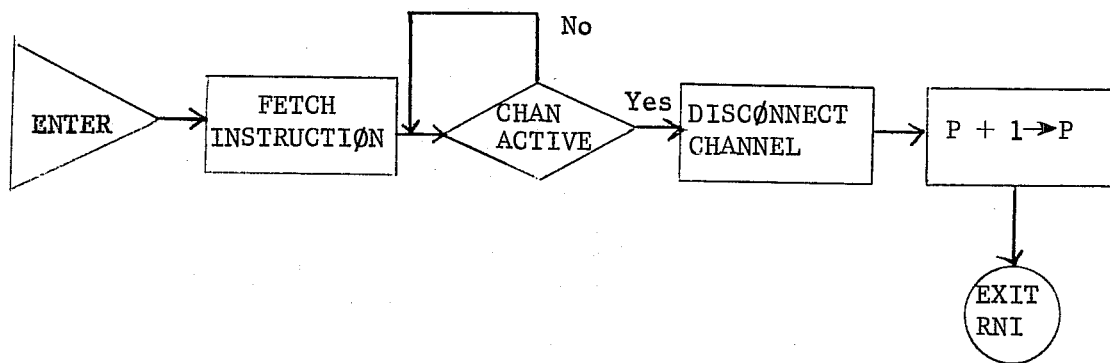 No
ENTER
FETCH
INSTRUCTIØN
CHAN
ACTIVE
Yes
DISCØNNECT
CHANNEL
P + 1→P
EXIT
RNI